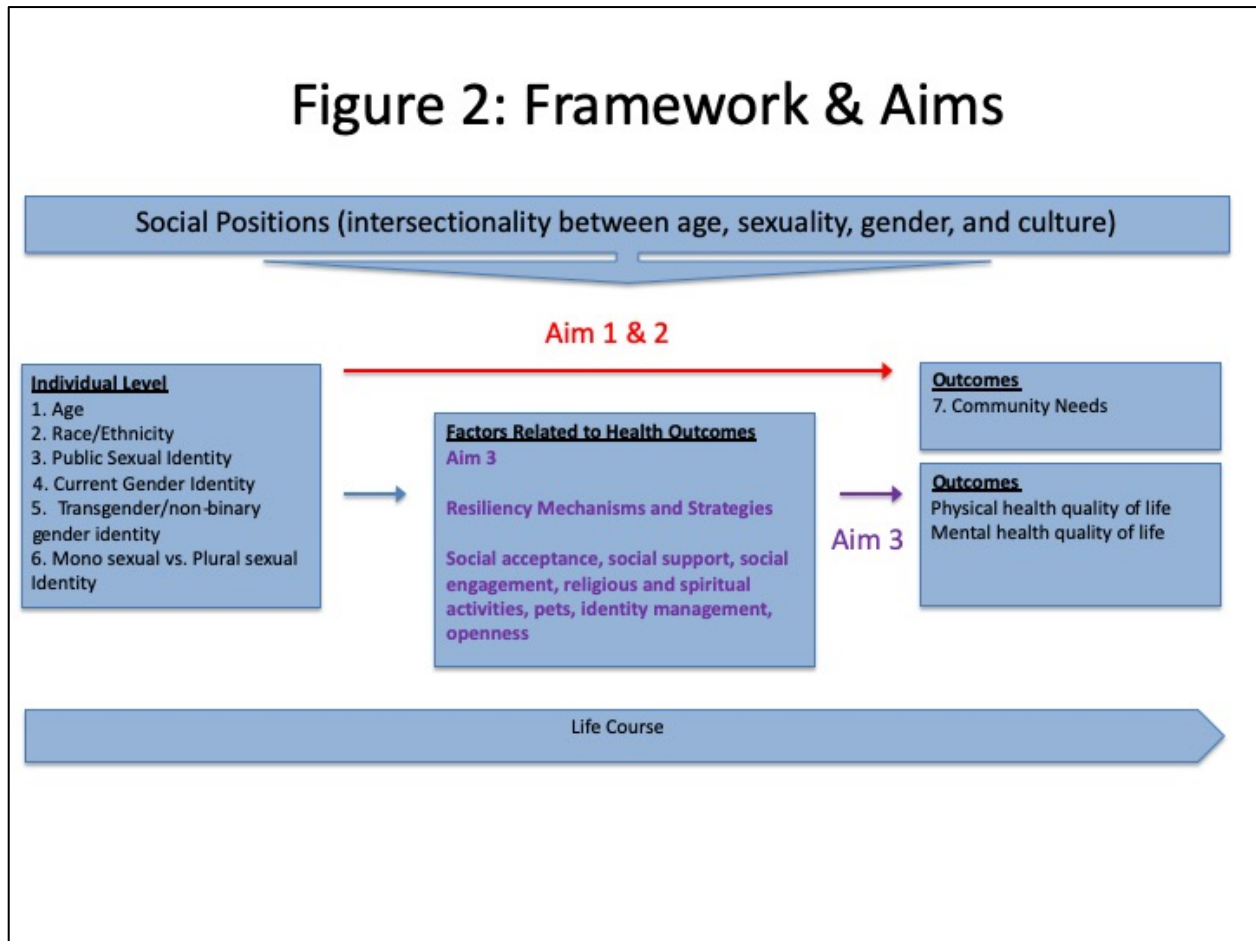 Figure 2: Framework & Aims
Social Positions (intersectionality between age, sexuality, gender, and culture)
Aim 1 & 2
Individual Level
1. Age
2. Race/Ethnicity
3. Public Sexual Identity
4. Current Gender Identity
5. Transgender/non-binary
gender identity
6. Mono sexual vs. Plural sexual
Identity
Factors Related to Health Outcomes
Aim 3
Resiliency Mechanisms and Strategies
Social acceptance, social support, social
engagement, religious and spiritual
activities, pets, identity management,
openness
Aim 3
Outcomes
7. Community Needs
Outcomes
Physical health quality of life
Mental health quality of life
Life Course